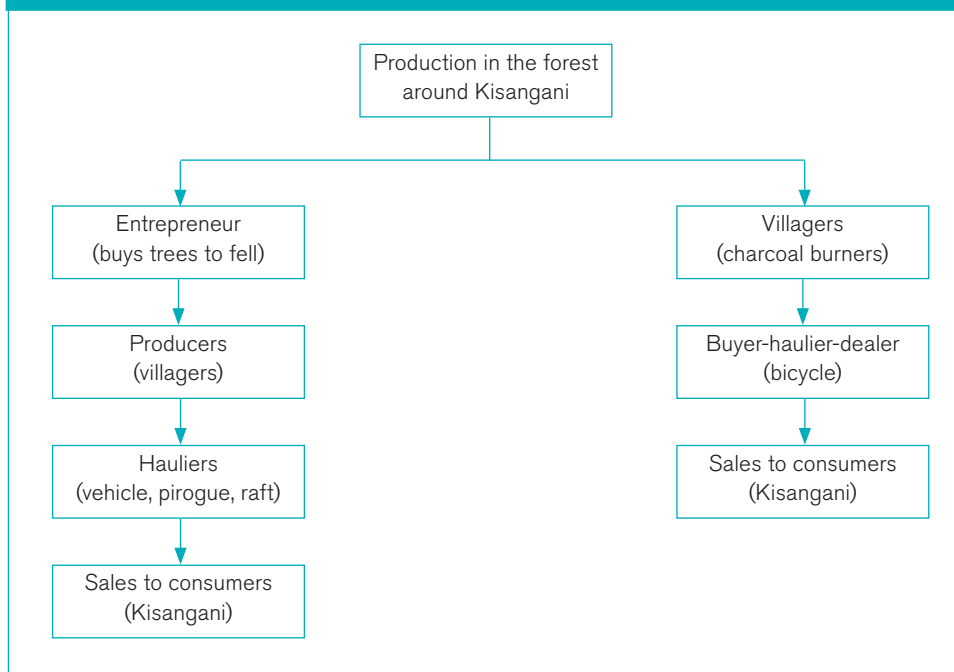 Production in the forest
around Kisangani
Entrepreneur
(buys trees to fell)
Producers
(villagers)
Hauliers
(vehicle, pirogue, raft)
Sales to consumers
(Kisangani)
Villagers
(charcoal burners)
Buyer-haulier-dealer
(bicycle)
Sales to consumers
(Kisangani)